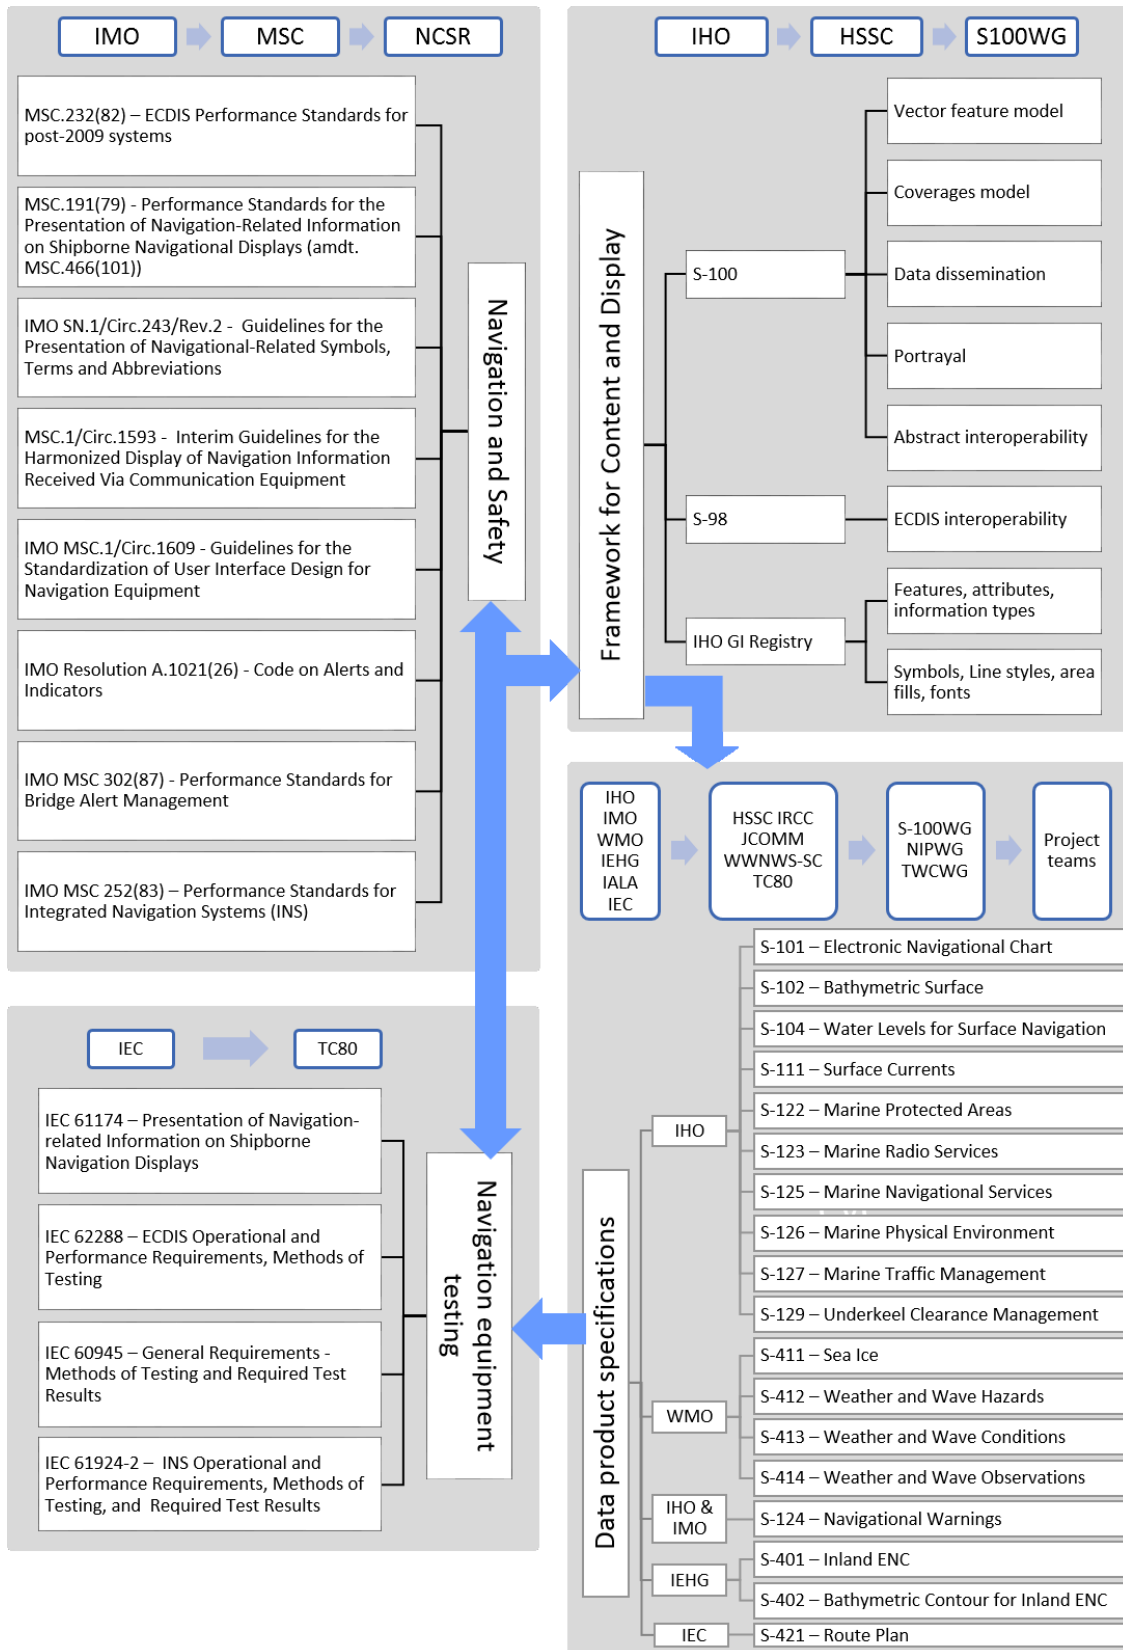 IMO
MSC
NCSR
MSC.232(82) – ECDIS Performance Standards for
post-2009 systems
MSC.191(79) - Performance Standards for the
Presentation of Navigation-Related Information
on Shipborne Navigational Displays (amdt.
MSC.466(101))
IMO SN.1/Circ.243/Rev.2 -  Guidelines for the
Presentation of Navigational-Related Symbols,
Terms and Abbreviations
MSC.1/Circ.1593 -  Interim Guidelines for the
Harmonized Display of Navigation Information
Received Via Communication Equipment
IMO MSC.1/Circ.1609 - Guidelines for the
Standardization of User Interface Design for
Navigation Equipment
IMO Resolution A.1021(26) - Code on Alerts and
Indicators
IMO MSC 302(87) - Performance Standards for
Bridge Alert Management
IMO MSC 252(83) – Performance Standards for
Integrated Navigation Systems (INS)
Navigation and Safety
IHO
HSSC
S100WG
Framework for Content and Display
S-100
Vector feature model
Coverages model
Data dissemination
Portrayal
Abstract interoperability
S-98
ECDIS interoperability
IHO GI Registry
Features, attributes,
information types
Symbols, Line styles, area
fills, fonts
IHO
IMO
WMO
IEHG
IALA
IEC
HSSC IRCC
JCOMM
WWNWS-SC
TC80
S-100WG
NIPWG
TWCWG
Project
teams
Data product specifications
IHO
S-101 – Electronic Navigational Chart
S-102 – Bathymetric Surface
S-104 – Water Levels for Surface Navigation
S-111 – Surface Currents
S-122 – Marine Protected Areas
S-123 – Marine Radio Services
S-125 – Marine Navigational Services
S-126 – Marine Physical Environment
S-127 – Marine Traffic Management
S-129 – Underkeel Clearance Management
WMO
S-411 – Sea Ice
S-412 – Weather and Wave Hazards
S-413 – Weather and Wave Conditions
S-414 – Weather and Wave Observations
IHO &
IMO
S-124 – Navigational Warnings
IEHG
S-401 – Inland ENC
S-402 – Bathymetric Contour for Inland ENC
IEC
S-421 – Route Plan
IEC
TC80
IEC 61174 – Presentation of Navigation-
related Information on Shipborne
Navigation Displays
IEC 62288 – ECDIS Operational and
Performance Requirements, Methods of
Testing
IEC 60945 – General Requirements -
Methods of Testing and Required Test
Results
IEC 61924-2 –  INS Operational and
Performance Requirements, Methods of
Testing, and  Required Test Results
Navigation equipment
testing